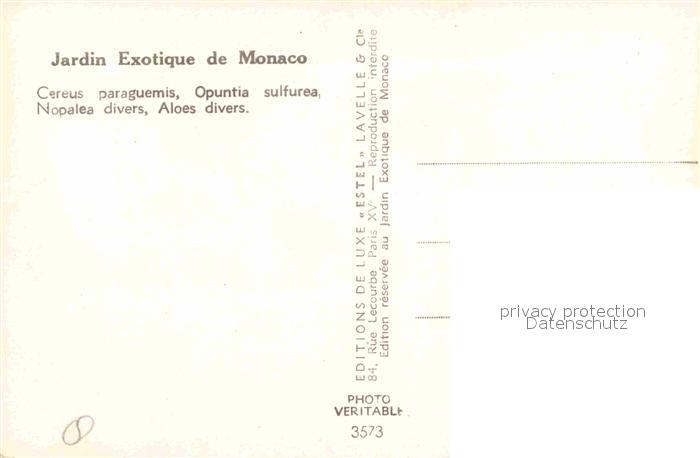 Jardin Exotique de Monaco
Cereus paraguemis, Opuntia sulfurea,
Nopalea divers, Aloes divers.
EDITIONS DE LUXE «ESTEL» LAVELLE & Cie
84, Rue Lecourbe Paris XVe — Reproduction interdite
Edition réservée au Jardin Exotique de Monaco
PHOTO
VERITABLE
3573
privacy protection
Datenschutz